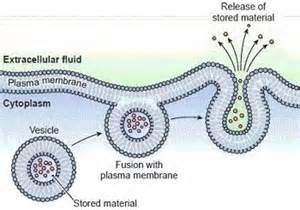 Release of
stored material
Extracellular fluid
Plasma membrane
Cytoplasm
Vesicle
Fusion with
plasma membrane
Stored material